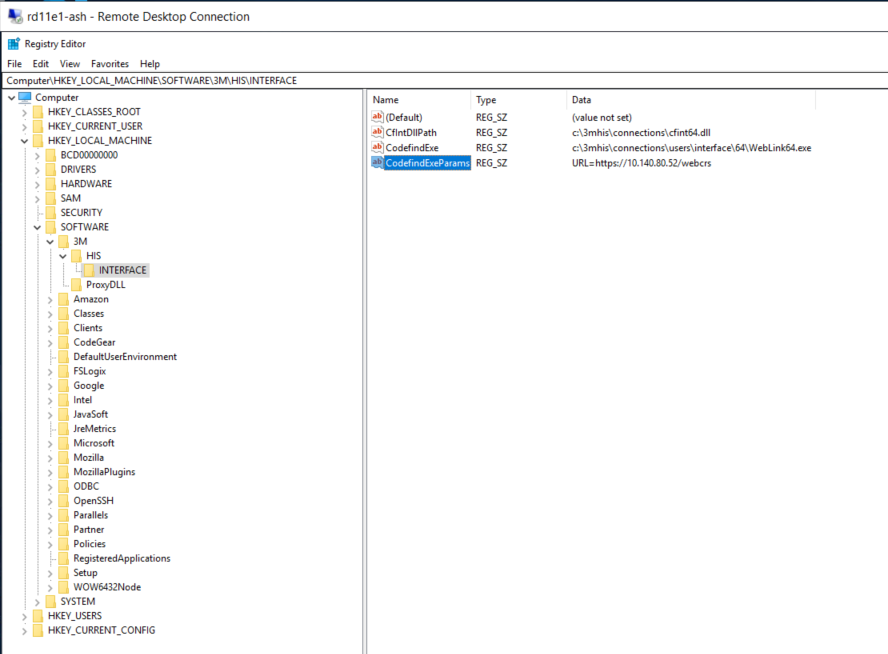 rd11e1-ash - Remote Desktop Connection
Registry Editor
File Edit View Favorites Help
Computer\HKEY_LOCAL_MACHINE\SOFTWARE\3M\HIS\INTERFACE
Computer
HKEY_CLASSES_ROOT
HKEY_CURRENT_USER
HKEY_LOCAL_MACHINE
BCD00000000
DRIVERS
HARDWARE
SAM
SECURITY
SOFTWARE
3M
HIS
INTERFACE
ProxyDLL
Amazon
Classes
Clients
CodeGear
DefaultUserEnvironment
FSLogix
Google
Intel
JavaSoft
JreMetrics
Microsoft
Mozilla
MozillaPlugins
ODBC
OpenSSH
Parallels
Partner
Policies
RegisteredApplications
Setup
WOW6432Node
SYSTEM
HKEY_USERS
HKEY_CURRENT_CONFIG
Name Type Data
(Default) REG_SZ (value not set)
CfIntDllPath REG_SZ c:\3mhis\connections\cfint64.dll
CodefindExe REG_SZ c:\3mhis\connections\users\interface\64\WebLink64.exe
CodefindExeParams REG_SZ URL=https://10.140.80.52/webcrs